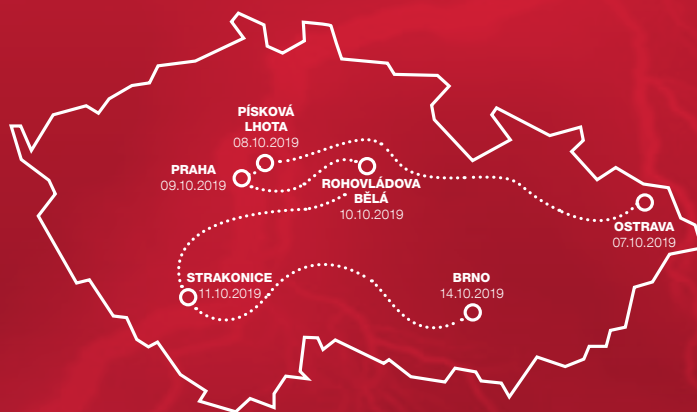 PÍSKOVÁ
LHOTA
08.10.2019
PRAHA
09.10.2019
ROHOVLÁDOVA
BĚLÁ
10.10.2019
OSTRAVA
07.10.2019
STRAKONICE
11.10.2019
BRNO
14.10.2019